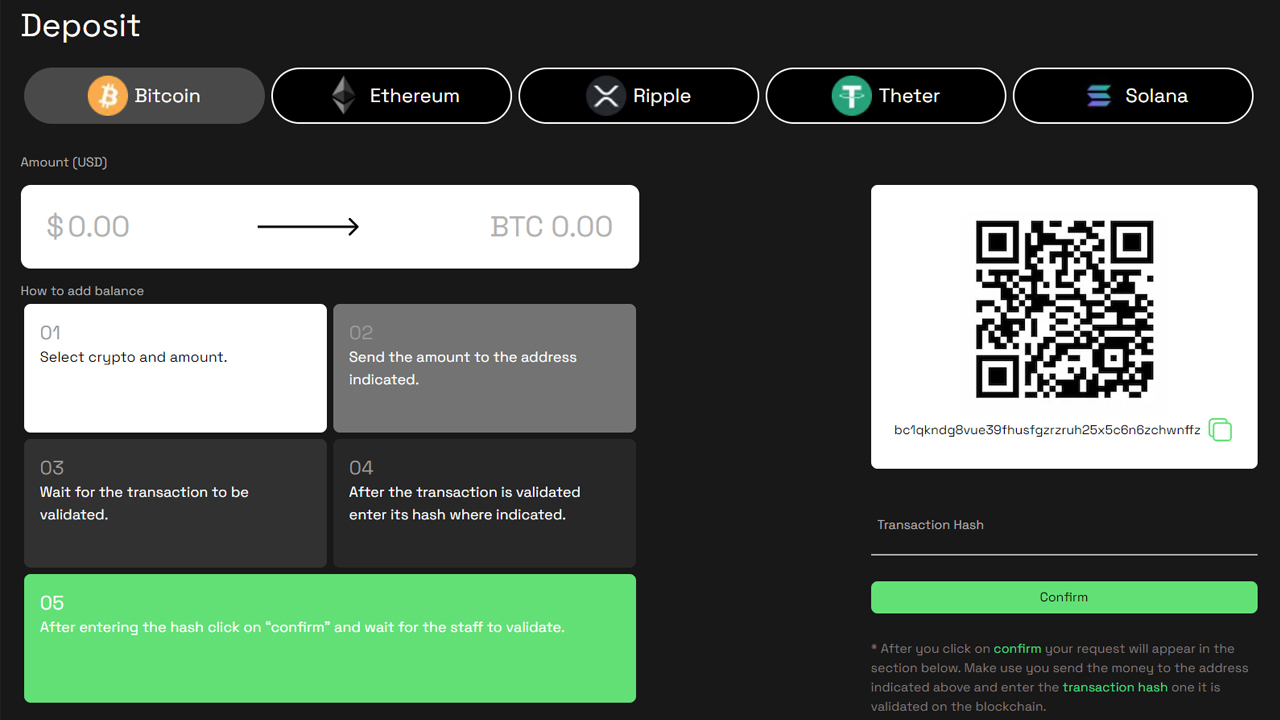 Deposit
Bitcoin
Ethereum
Ripple
Theter
Solana
Amount (USD)
$0.00
BTC 0.00
How to add balance
01
Select crypto and amount.
02
Send the amount to the address
indicated.
03
Wait for the transaction to be
validated.
04
After the transaction is validated
enter its hash where indicated.
05
After entering the hash click on "confirm" and wait for the staff to validate.
bc1qkndg8vue39fhusfgzrzruh25x5c6n6zchwnffz
Transaction Hash
Confirm
* After you click on confirm your request will appear in the
section below. Make use you send the money to the address
indicated above and enter the transaction hash one it is
validated on the blockchain.